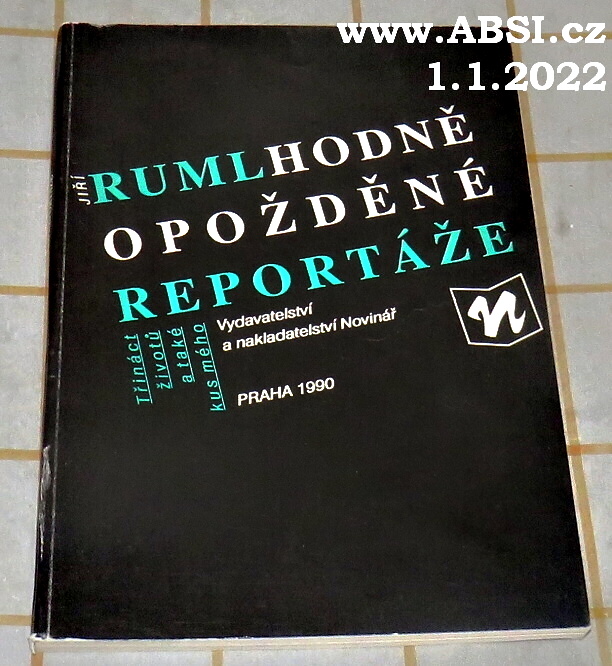 www.ABSI.cz
1.1.2022
JIŘÍ
RUML HODNĚ
OPOŽDĚNÉ
REPORTÁŽE
Třináct
životů
a také
kus mého
Vydavatelství
a nakladatelství Novinář
PRAHA 1990
n